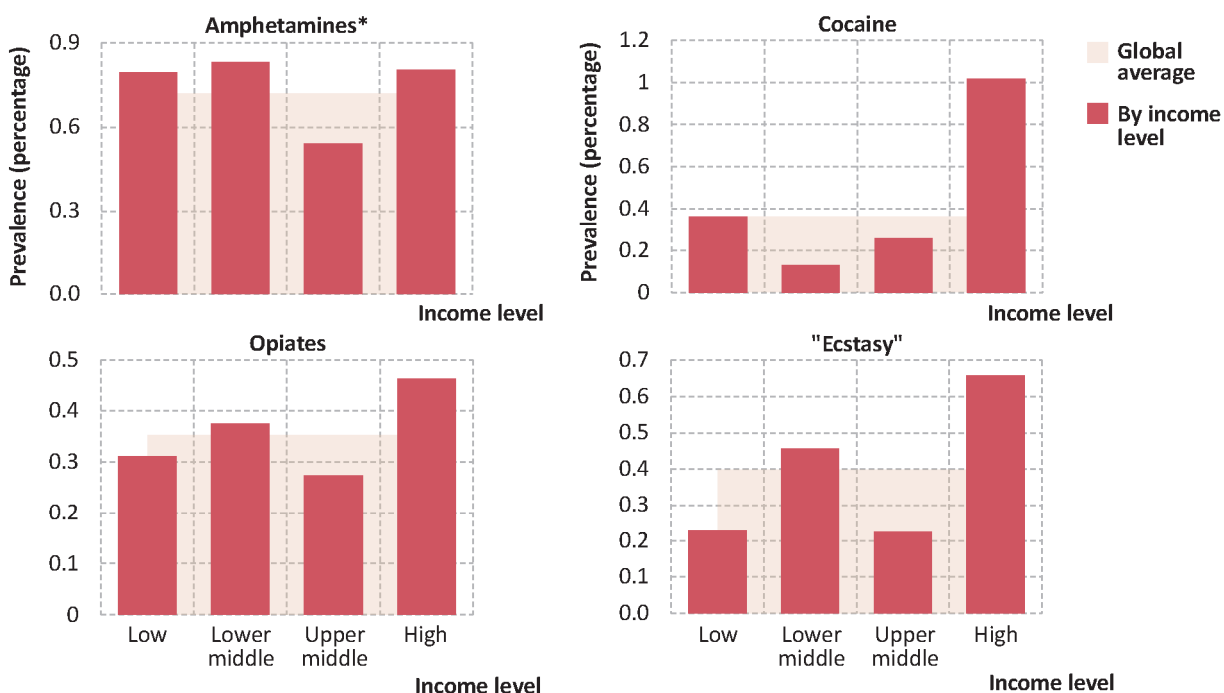 Amphetamines*
Prevalence (percentage)
0.9
0.6
0.3
0.0
Income level
Cocaine
Prevalence (percentage)
1.2
1
0.8
0.6
0.4
0.2
0
Income level
Global
average
By income
level
Opiates
0.5
0.4
0.3
0.2
0.1
0
Low
Lower
middle
Upper
middle
High
Income level
"Ecstasy"
0.7
0.6
0.5
0.4
0.3
0.2
0.1
0.0
Low
Lower
middle
Upper
middle
High
Income level